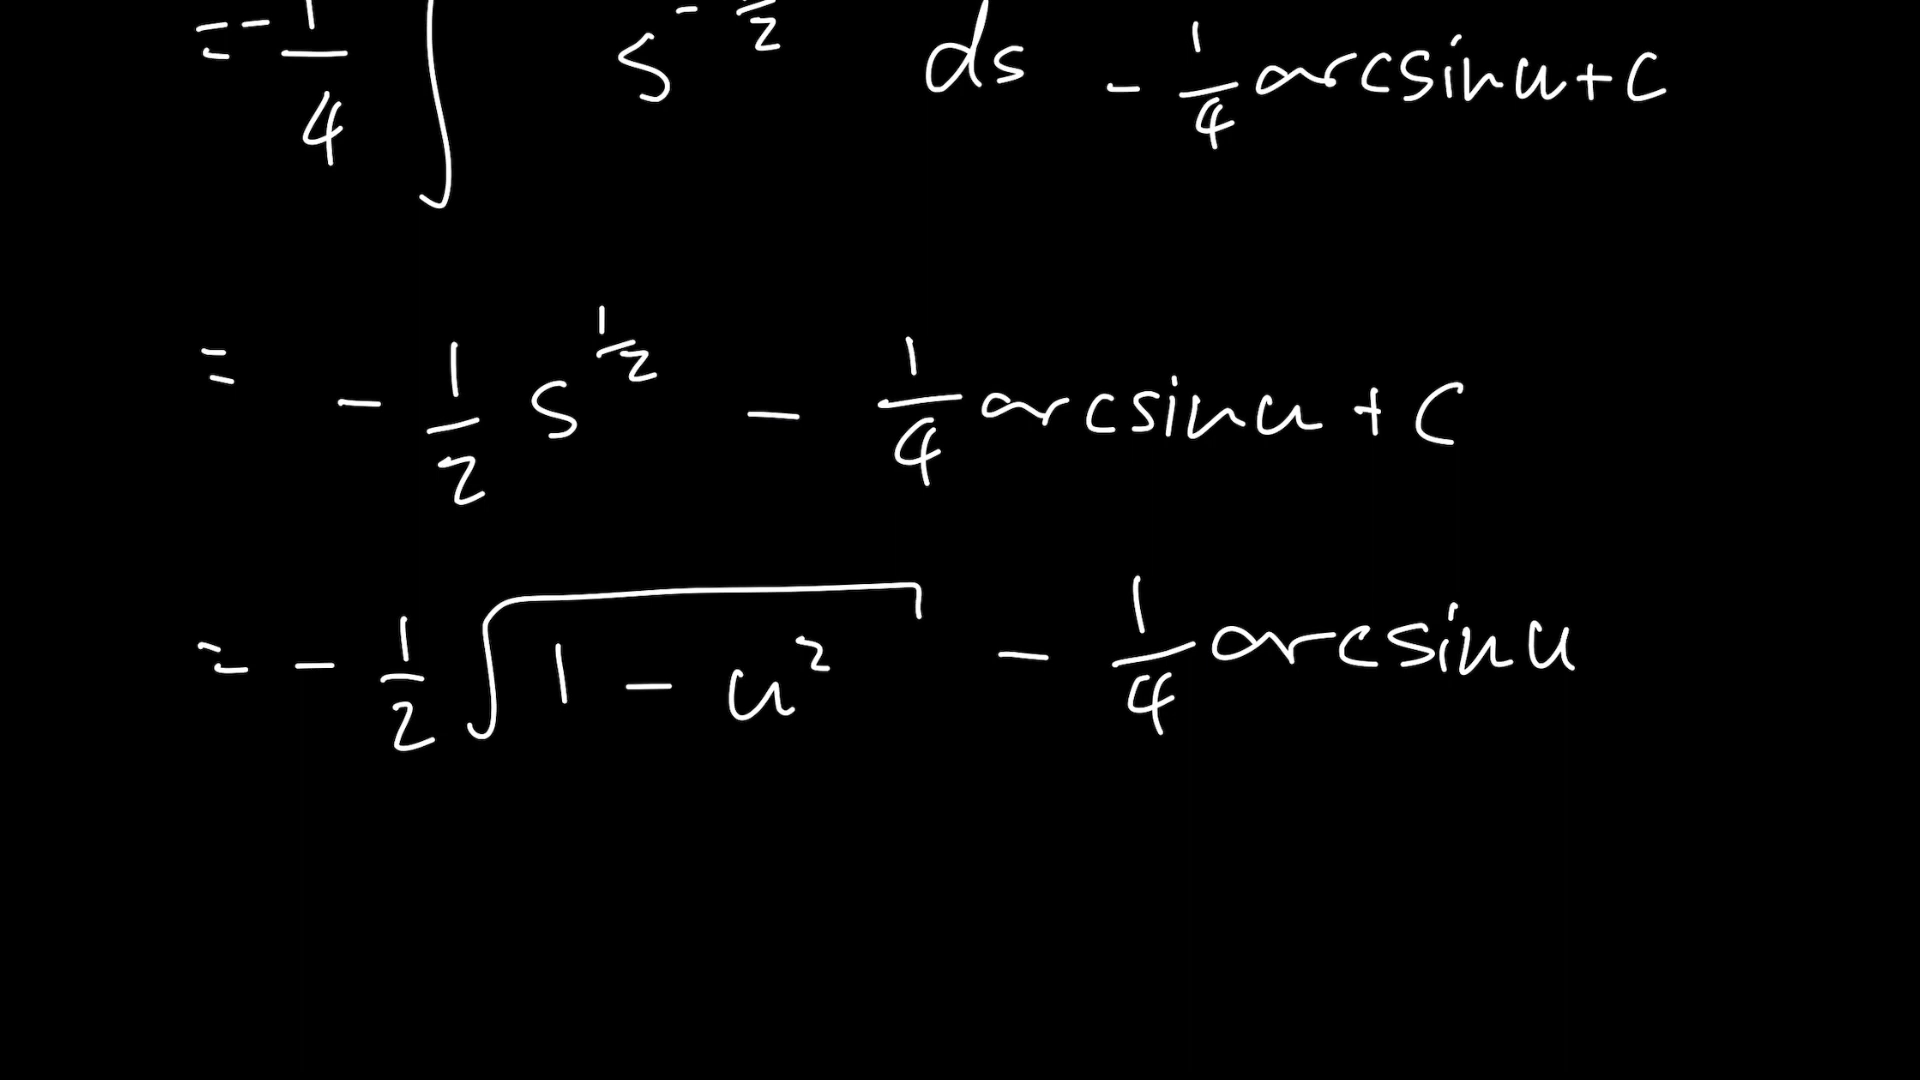 = -1/4 ∫ s^(-1/2) ds - 1/4 arcsin u + C
= -1/2 s^(1/2) - 1/4 arcsin u + C
= -1/2 √(1 - u²) - 1/4 arcsin u